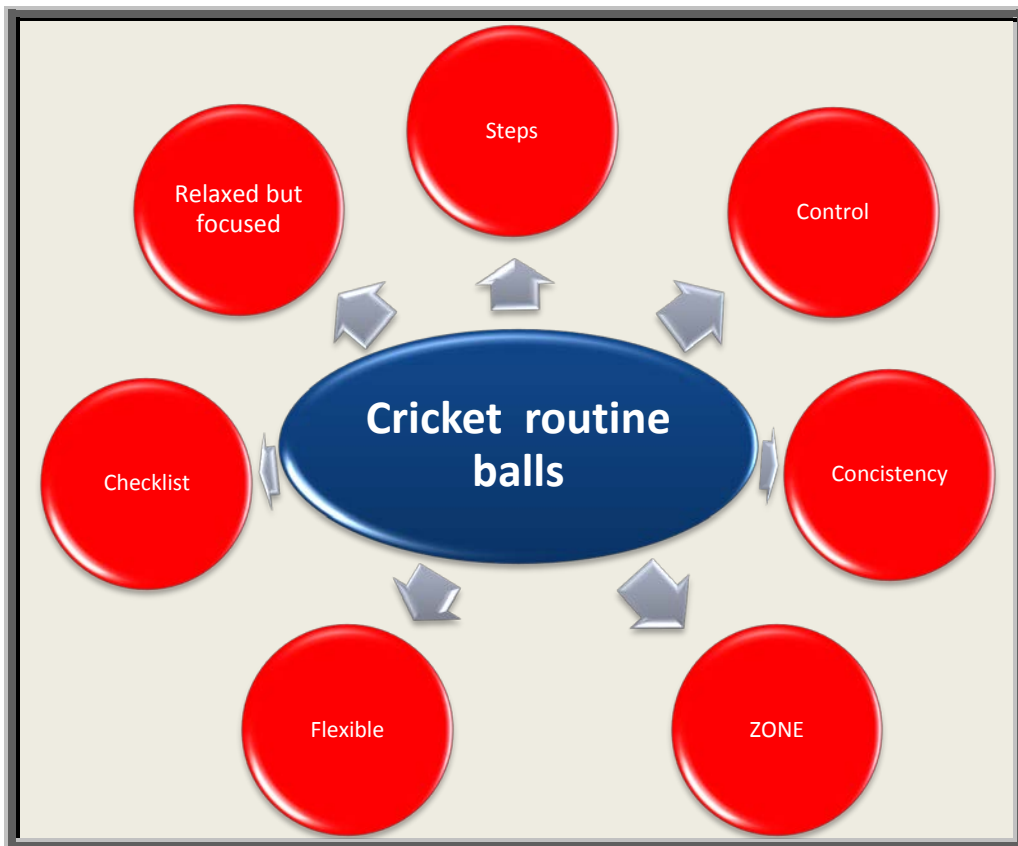 Steps
Relaxed but
focused
Control
Cricket routine
balls
Checklist
Concistency
Flexible
ZONE